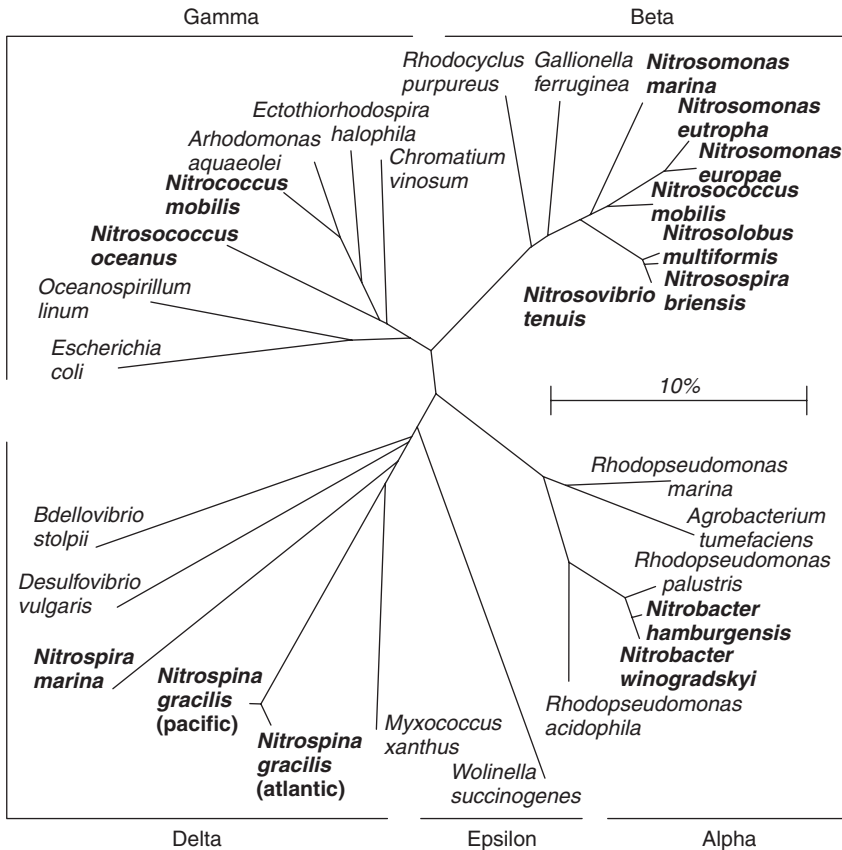 Gamma
Beta
Rhodocyclus
purpureus
Gallionella
ferruginea
Nitrosomonas
marina
Nitrosomonas
eutropha
Nitrosomonas
europae
Nitrosococcus
mobilis
Nitrosolobus
multiformis
Nitrosospira
briensis
Nitrosovibrio
tenuis
Ectothiorhodospira
halophila
Arhodomonas
aquaeolei
Chromatium
vinosum
Nitrococcus
mobilis
Nitrosococcus
oceanus
Oceanospirillum
linum
Escherichia
coli
10%
Rhodopseudomonas
marina
Agrobacterium
tumefaciens
Rhodopseudomonas
palustris
Nitrobacter
hamburgensis
Nitrobacter
winogradskyi
Rhodopseudomonas
acidophila
Bdellovibrio
stolpii
Desulfovibrio
vulgaris
Nitrospira
marina
Nitrospina
gracilis
(pacific)
Nitrospina
gracilis
(atlantic)
Myxococcus
xanthus
Wolinella
succinogenes
Delta
Epsilon
Alpha